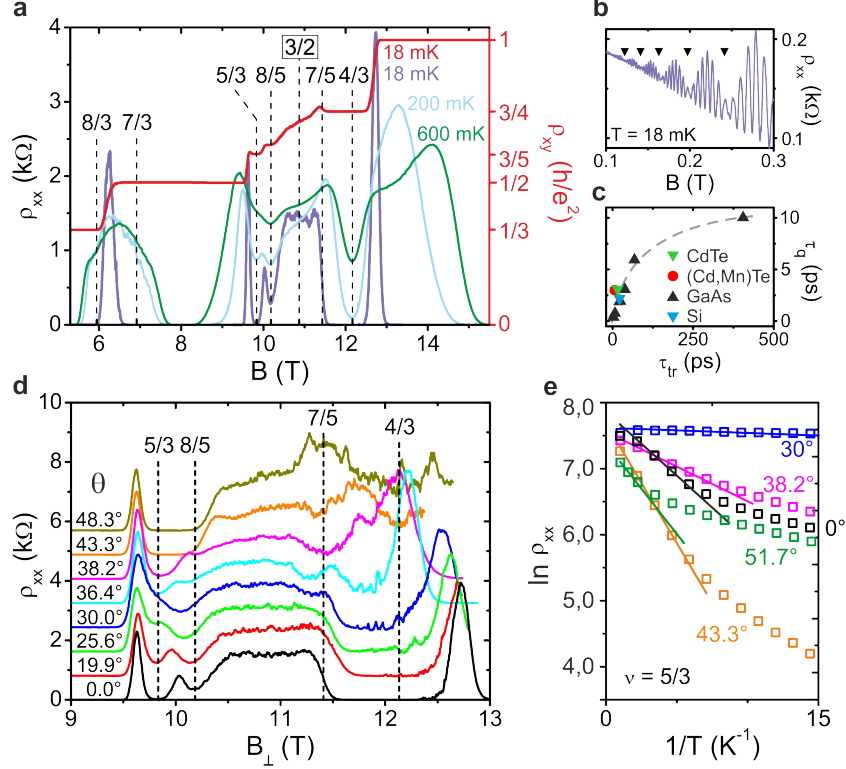 a
4
3
2
1
0
ρxx (kΩ)
6
8
10
12
14
B (T)
8/3
7/3
5/3
8/5
3/2
7/5
4/3
18 mK
18 mK
200 mK
600 mK
1
3/4
3/5
1/2
1/3
0
ρxy (h/e²)
b
T = 18 mK
0.1
0.2
0.3
B (T)
0.2
0.1
ρxx (kΩ)
c
CdTe
(Cd,Mn)Te
GaAs
Si
0
250
500
τtr (ps)
10
5
0
τq (ps)
d
10
8
6
4
2
0
ρxx (kΩ)
5/3
8/5
7/5
4/3
θ
48.3°
43.3°
38.2°
36.4°
30.0°
25.6°
19.9°
0.0°
9
10
11
12
13
B⊥ (T)
e
8,0
7,5
6,0
5,5
5,0
4,0
ln ρxx
30°
38.2°
0°
51.7°
43.3°
ν = 5/3
0
5
15
1/T (K⁻¹)